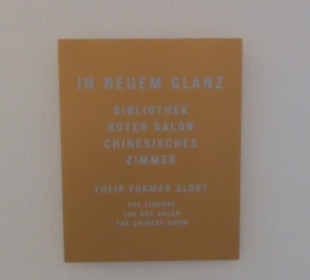 IN NEUEM GLANZ
BIBLIOTHEK
ROTER SALON
CHINESISCHES
ZIMMER
THEIR FORMER GLORY
THE LIBRARY
THE RED SALON
THE CHINESE ROOM